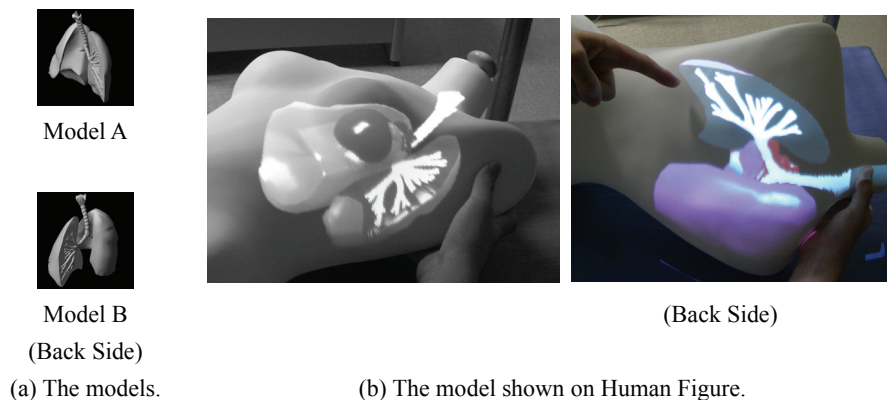 Model A
Model B
(Back Side)
(a) The models.
(Back Side)
(b) The model shown on Human Figure.